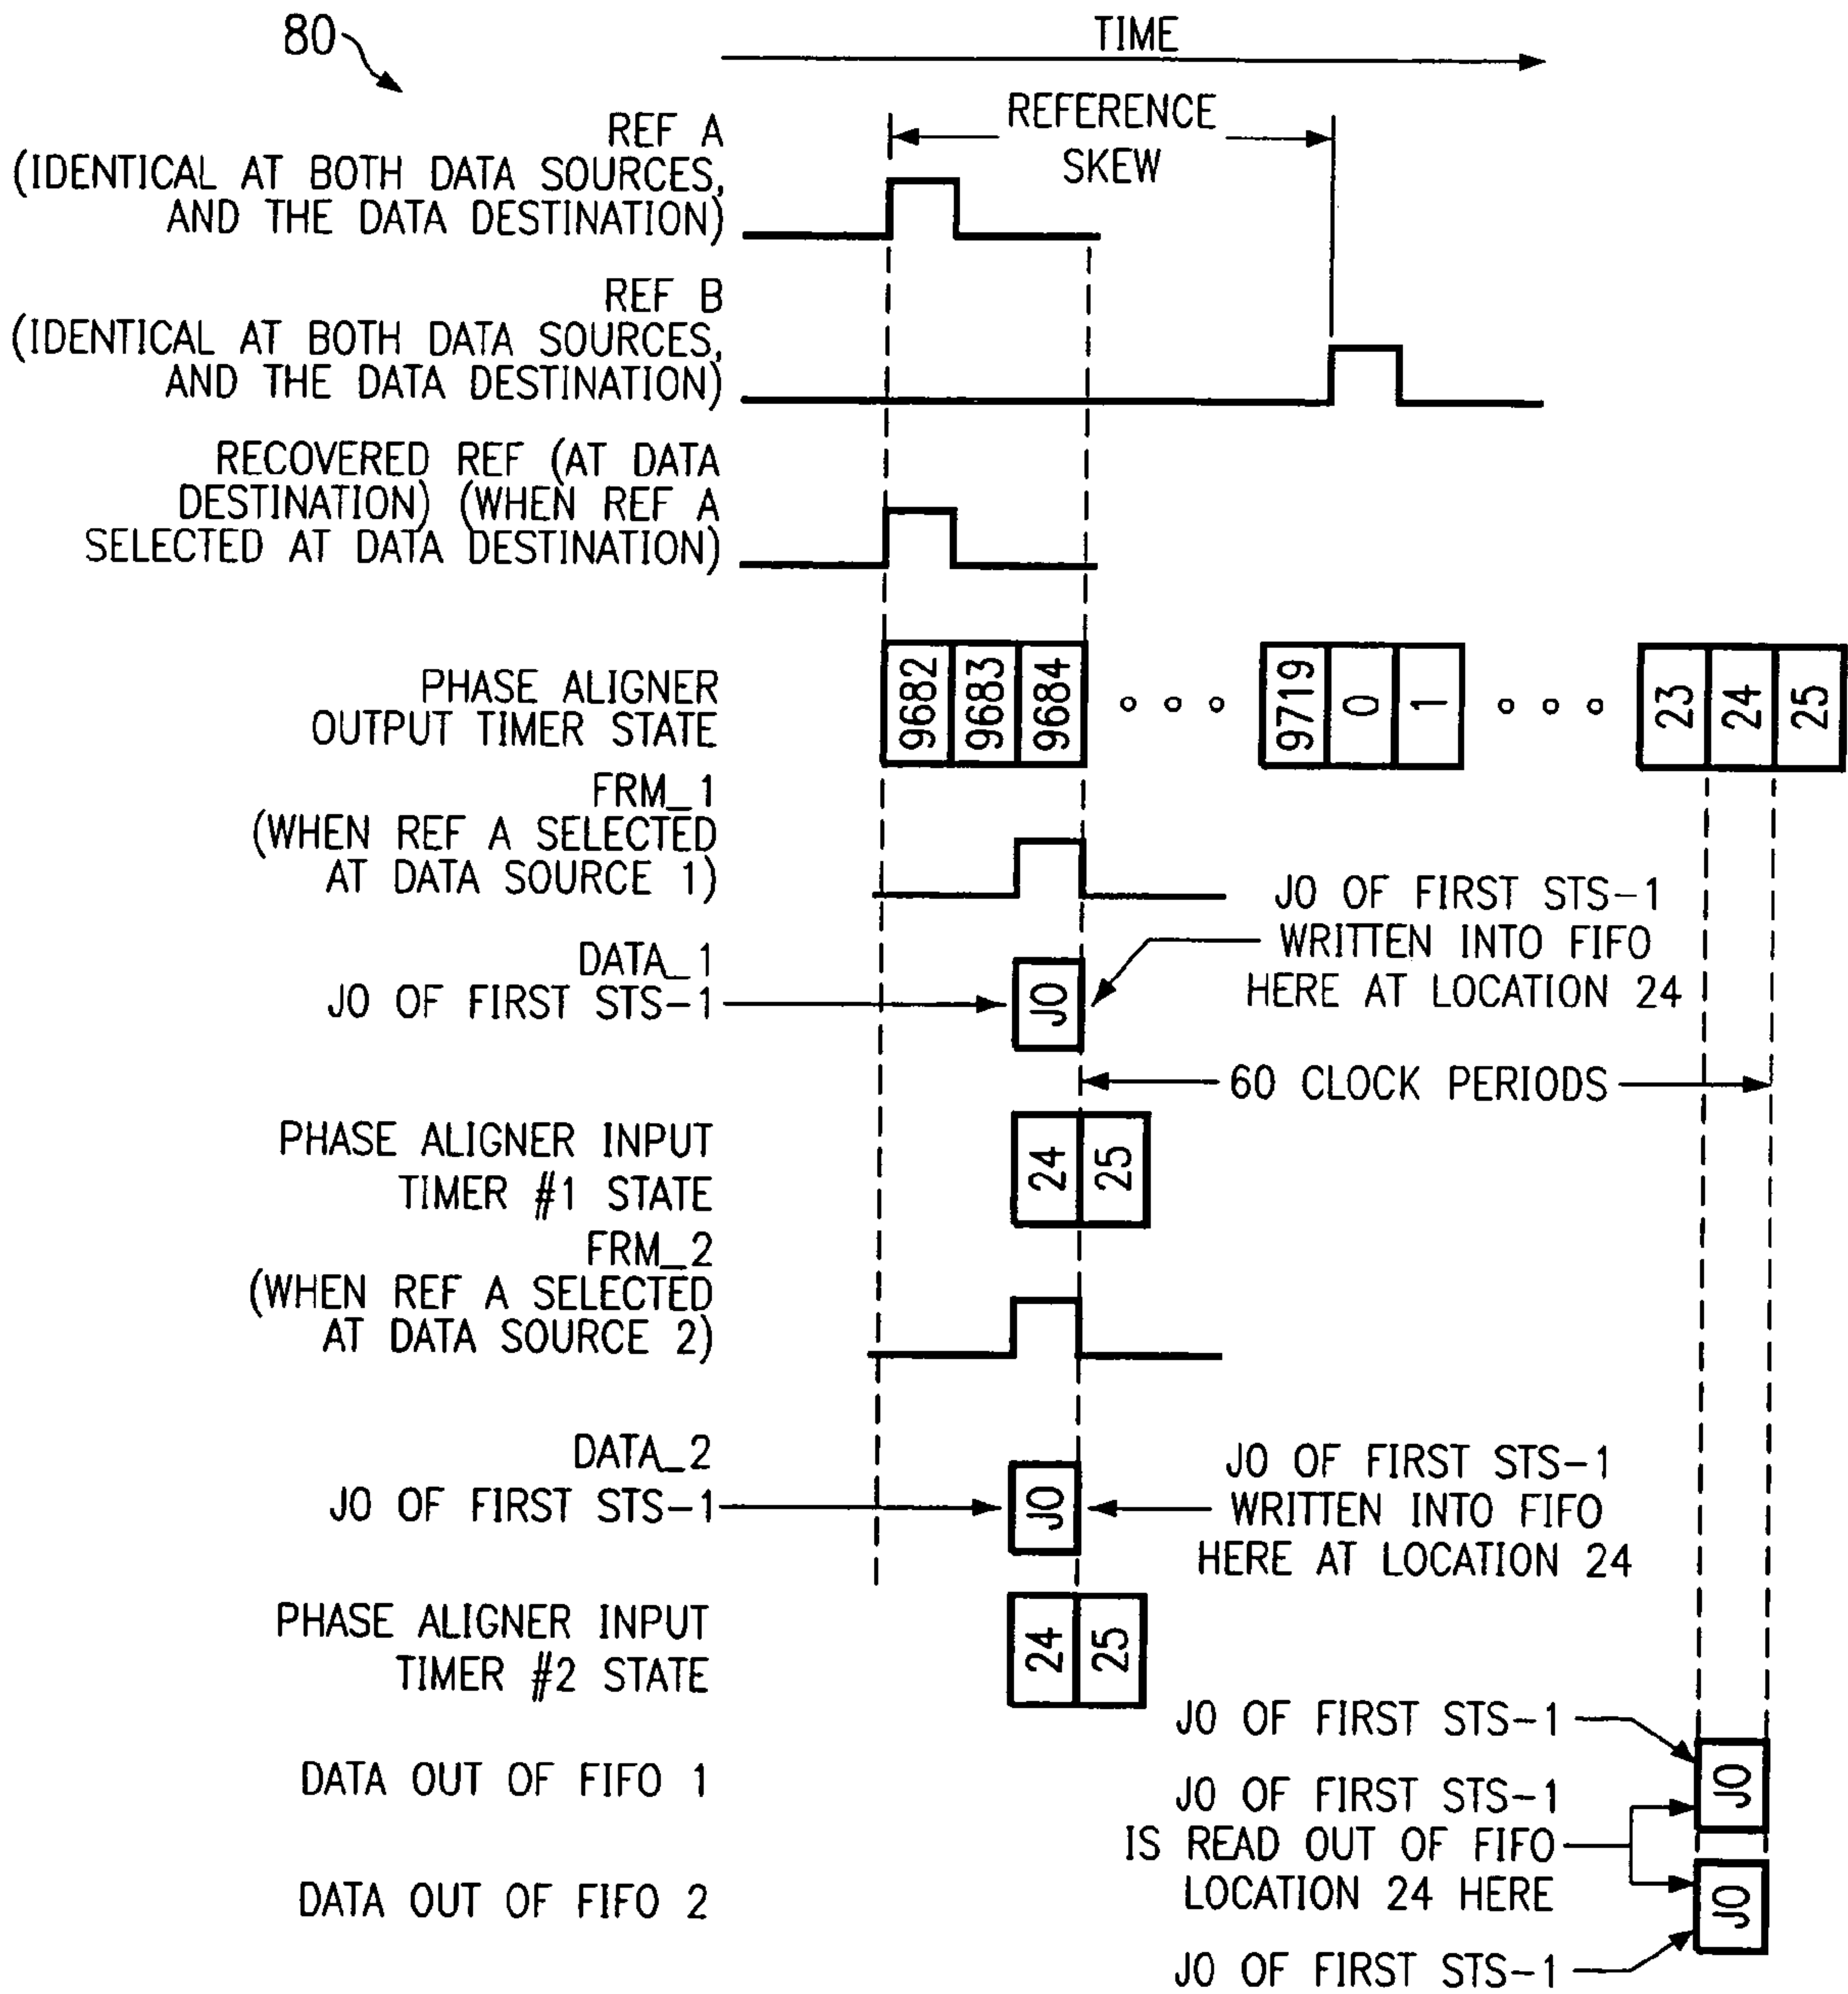 80
TIME
REFERENCE
SKEW
REF A
(IDENTICAL AT BOTH DATA SOURCES,
AND THE DATA DESTINATION)
REF B
(IDENTICAL AT BOTH DATA SOURCES,
AND THE DATA DESTINATION)
RECOVERED REF (AT DATA
DESTINATION) (WHEN REF A
SELECTED AT DATA DESTINATION)
PHASE ALIGNER
OUTPUT TIMER STATE
9682 9683 9684 9719 0 1 23 24 25
FRM_1
(WHEN REF A SELECTED
AT DATA SOURCE 1)
DATA_1
J0 OF FIRST STS-1
J0
J0 OF FIRST STS-1
WRITTEN INTO FIFO
HERE AT LOCATION 24
60 CLOCK PERIODS
PHASE ALIGNER INPUT
TIMER #1 STATE
24 25
FRM_2
(WHEN REF A SELECTED
AT DATA SOURCE 2)
DATA_2
J0 OF FIRST STS-1
J0
J0 OF FIRST STS-1
WRITTEN INTO FIFO
HERE AT LOCATION 24
PHASE ALIGNER INPUT
TIMER #2 STATE
24 25
J0 OF FIRST STS-1
DATA OUT OF FIFO 1
J0
J0 OF FIRST STS-1
IS READ OUT OF FIFO
LOCATION 24 HERE
DATA OUT OF FIFO 2
J0
J0 OF FIRST STS-1